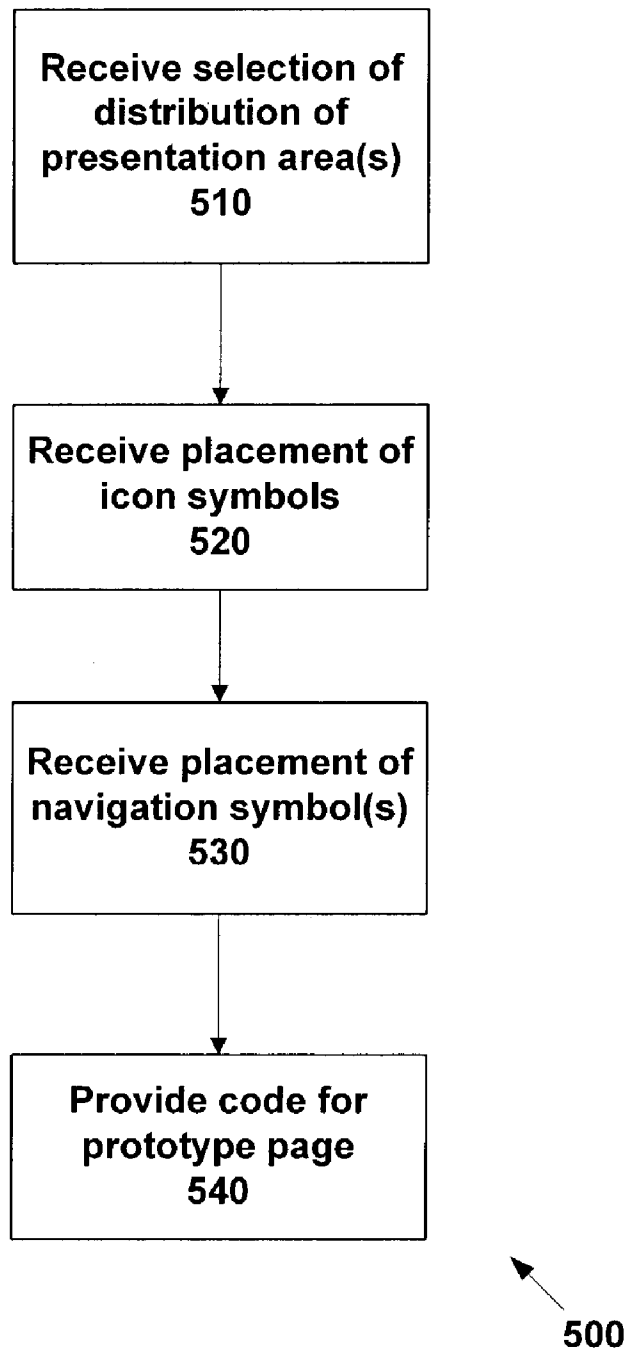 Receive selection of
distribution of
presentation area(s)
510
Receive placement of
icon symbols
520
Receive placement of
navigation symbol(s)
530
Provide code for
prototype page
540
500